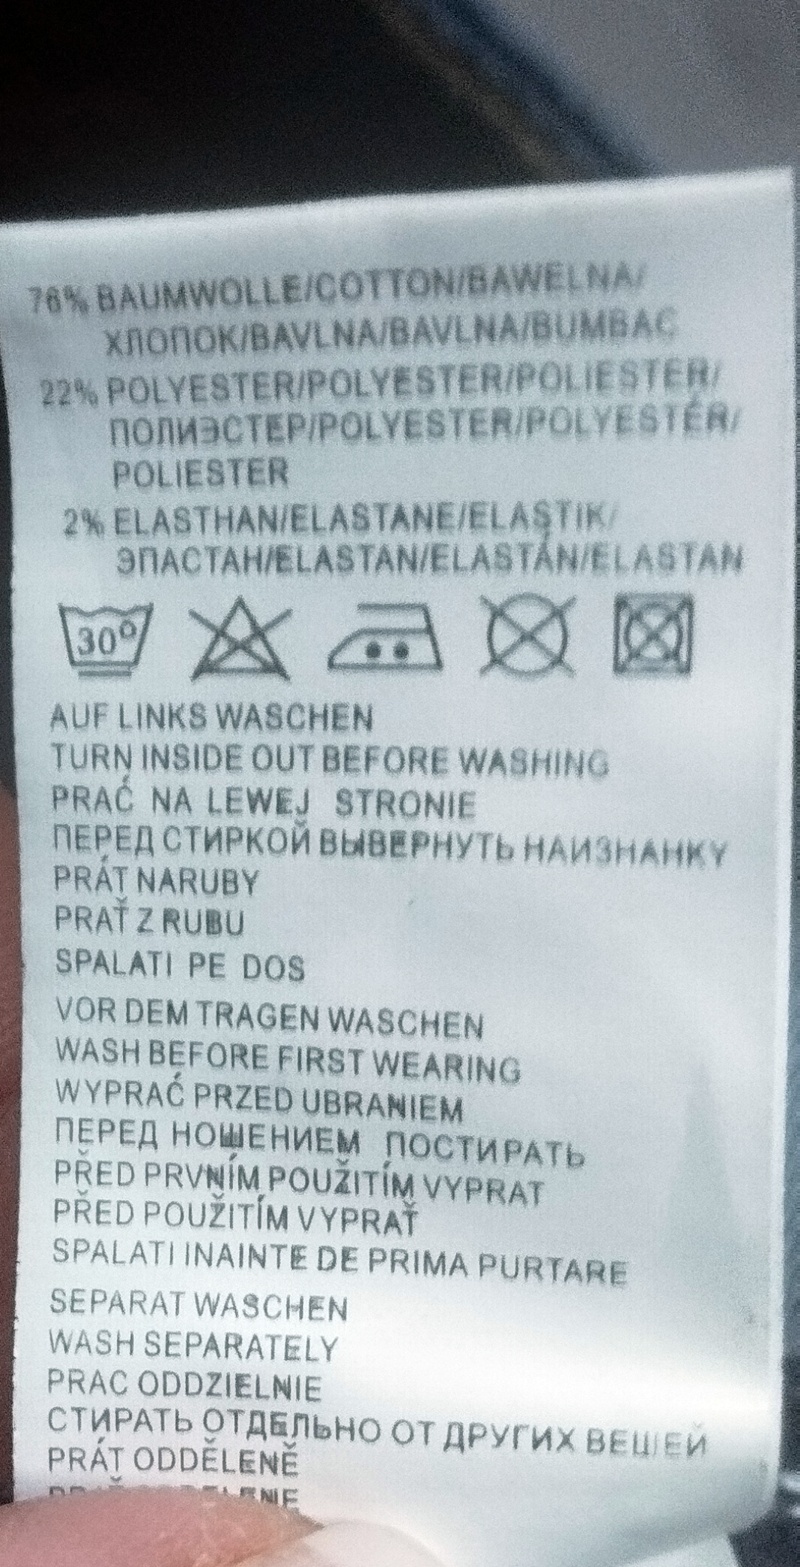 76% BAUMWOLLE/COTTON/BAWELNA/
ХЛОПОК/BAVLNA/BAVLNA/BUMBAC
22% POLYESTER/POLYESTER/POLIESTER/
ПОЛИЭСТЕР/POLYESTER/POLYESTÉR/
POLIESTER
2% ELASTHAN/ELASTANE/ELASTIK/
ЭПАСТАН/ELASTAN/ELASTÁN/ELASTAN
30°
AUF LINKS WASCHEN
TURN INSIDE OUT BEFORE WASHING
PRAĆ NA LEWEJ STRONIE
ПЕРЕД СТИРКОЙ ВЫВЕРНУТЬ НАИЗНАНКУ
PRÁT NARUBY
PRAŤ Z RUBU
SPALATI PE DOS
VOR DEM TRAGEN WASCHEN
WASH BEFORE FIRST WEARING
WYPRAĆ PRZED UBRANIEM
ПЕРЕД НОШЕНИЕМ ПОСТИРАТЬ
PŘED PRVNÍM POUŽITÍM VYPRAT
PŘED POUŽITÍM VYPRAŤ
SPALATI INAINTE DE PRIMA PURTARE
SEPARAT WASCHEN
WASH SEPARATELY
PRAC ODDZIELNIE
СТИРАТЬ ОТДЕЛЬНО ОТ ДРУГИХ ВЕЩЕЙ
PRÁT ODDĚLENĚ